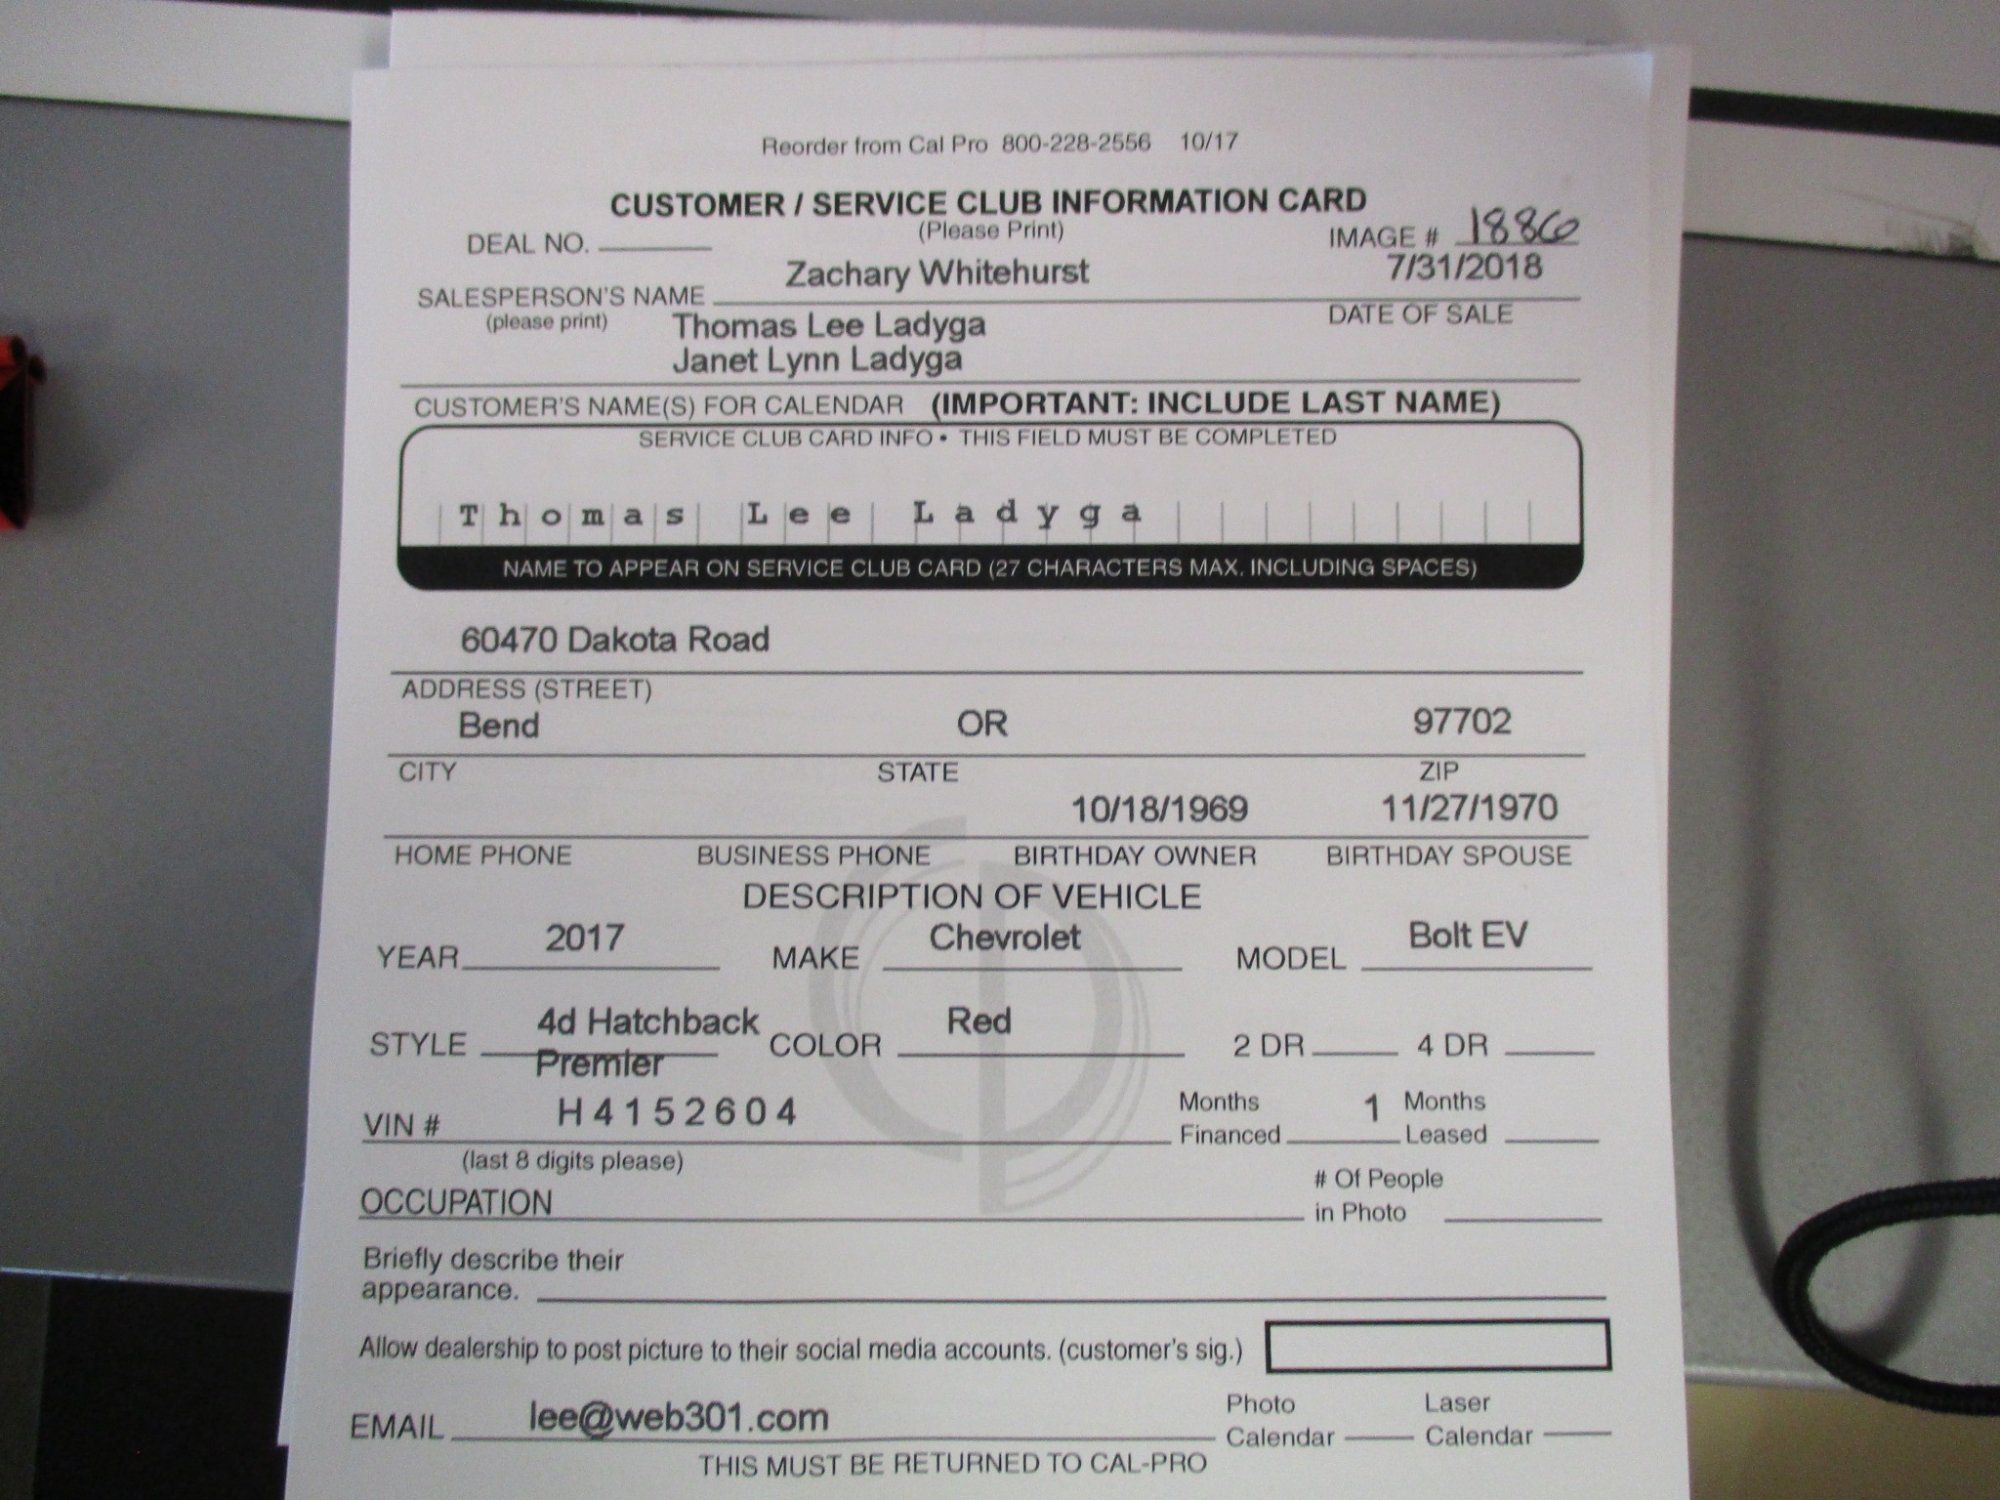 Reorder from Cal Pro 800-228-2556 10/17
CUSTOMER / SERVICE CLUB INFORMATION CARD
(Please Print)
DEAL NO.
IMAGE # 1886
Zachary Whitehurst
7/31/2018
SALESPERSON'S NAME
(please print)
DATE OF SALE
Thomas Lee Ladyga
Janet Lynn Ladyga
CUSTOMER'S NAME(S) FOR CALENDAR (IMPORTANT: INCLUDE LAST NAME)
SERVICE CLUB CARD INFO • THIS FIELD MUST BE COMPLETED
Thomas Lee Ladyga
NAME TO APPEAR ON SERVICE CLUB CARD (27 CHARACTERS MAX. INCLUDING SPACES)
60470 Dakota Road
ADDRESS (STREET)
Bend OR 97702
CITY STATE ZIP
10/18/1969 11/27/1970
HOME PHONE BUSINESS PHONE BIRTHDAY OWNER BIRTHDAY SPOUSE
DESCRIPTION OF VEHICLE
YEAR 2017 MAKE Chevrolet MODEL Bolt EV
STYLE 4d Hatchback Premier COLOR Red 2 DR 4 DR
VIN # H4152604 Months Financed 1 Months Leased
(last 8 digits please)
OCCUPATION # Of People in Photo
Briefly describe their
appearance.
Allow dealership to post picture to their social media accounts. (customer's sig.)
EMAIL lee@web301.com Photo Calendar Laser Calendar
THIS MUST BE RETURNED TO CAL-PRO